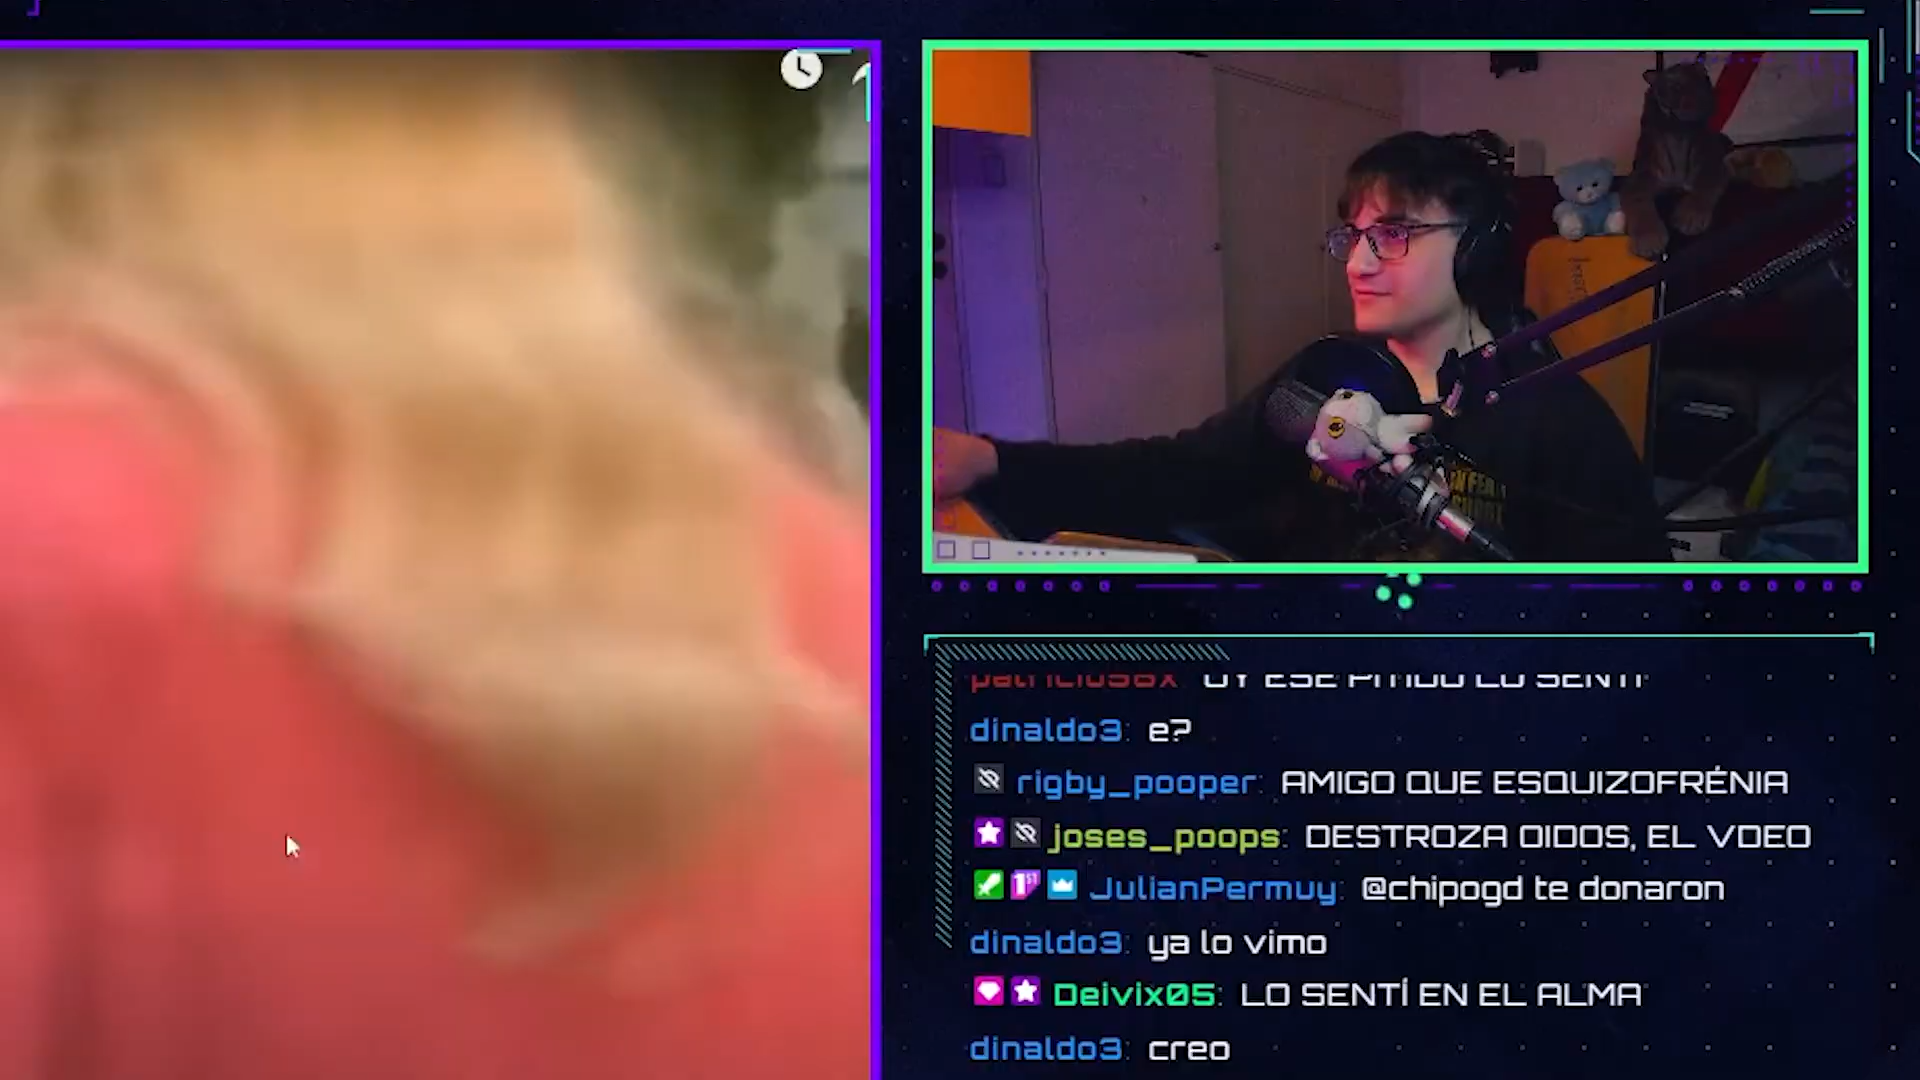 dinaldo3: e?
rigby_pooper: AMIGO QUE ESQUIZOFRÉNIA
joses_poops: DESTROZA OIDOS, EL VDEO
1ST JulianPermuy: @chipogd te donaron
dinaldo3: ya lo vimo
Deivix05: LO SENTÍ EN EL ALMA
dinaldo3: creo